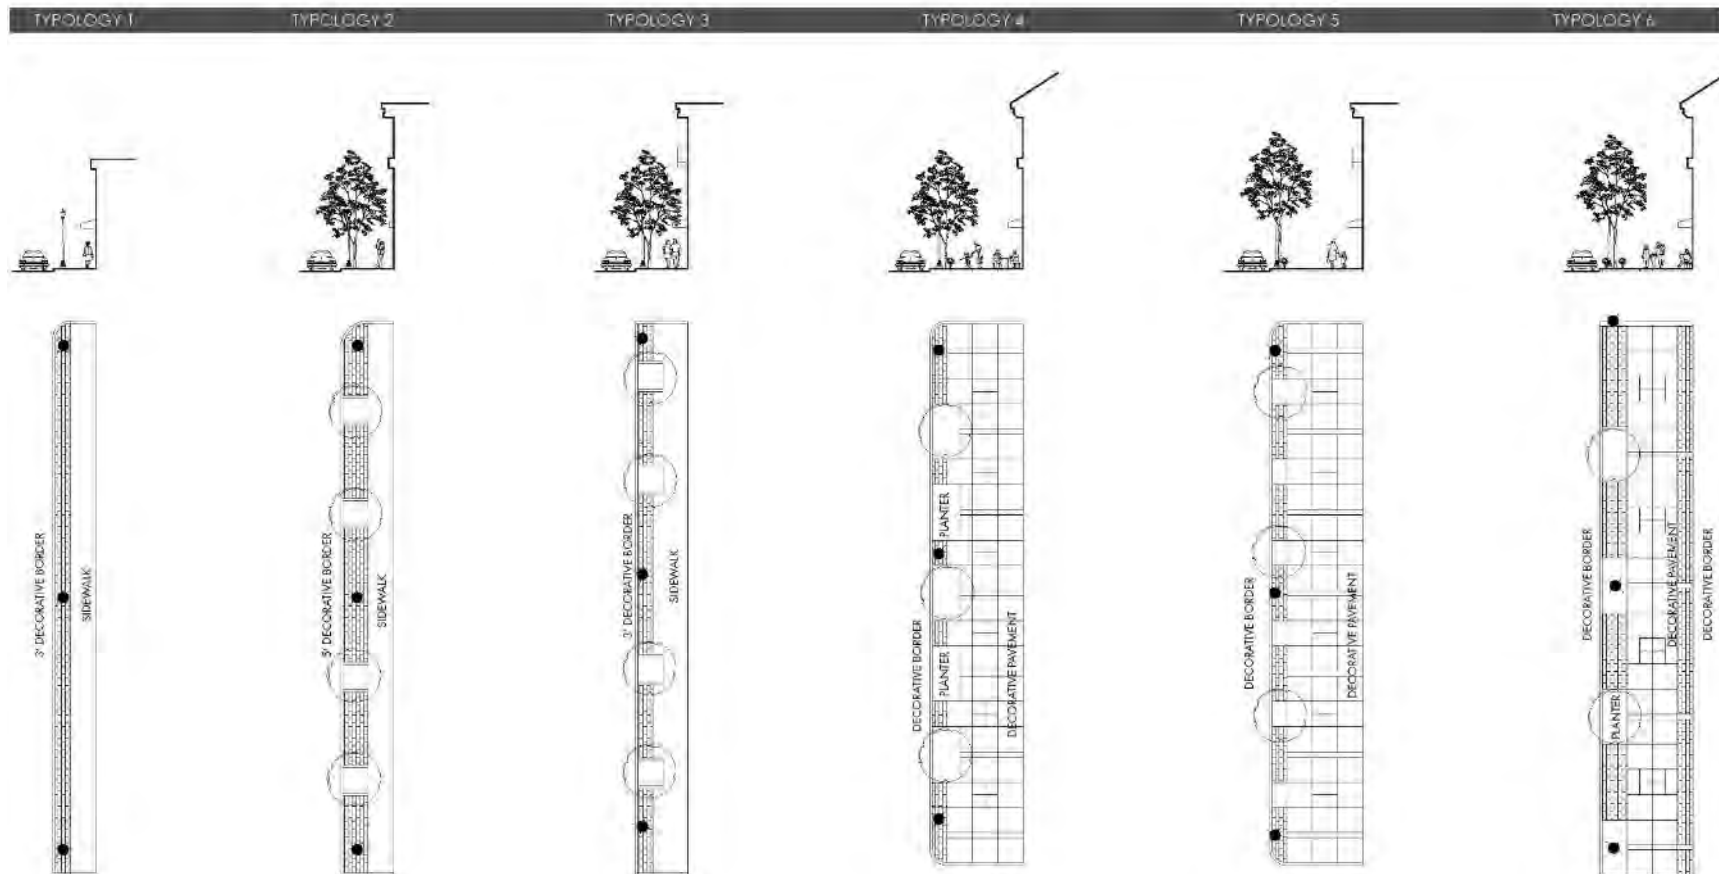 TYPOLOGY 1
TYPOLOGY 2
TYPOLOGY 3
TYPOLOGY 4
TYPOLOGY 5
TYPOLOGY 6
3' DECORATIVE BORDER
SIDEWALK
5' DECORATIVE BORDER
SIDEWALK
3' DECORATIVE BORDER
SIDEWALK
DECORATIVE BORDER
PLANTER
PLANTER
DECORATIVE PAVEMENT
DECORATIVE BORDER
DECORATIVE PAVEMENT
DECORATIVE BORDER
PLANTER
DECORATIVE PAVEMENT
DECORATIVE BORDER